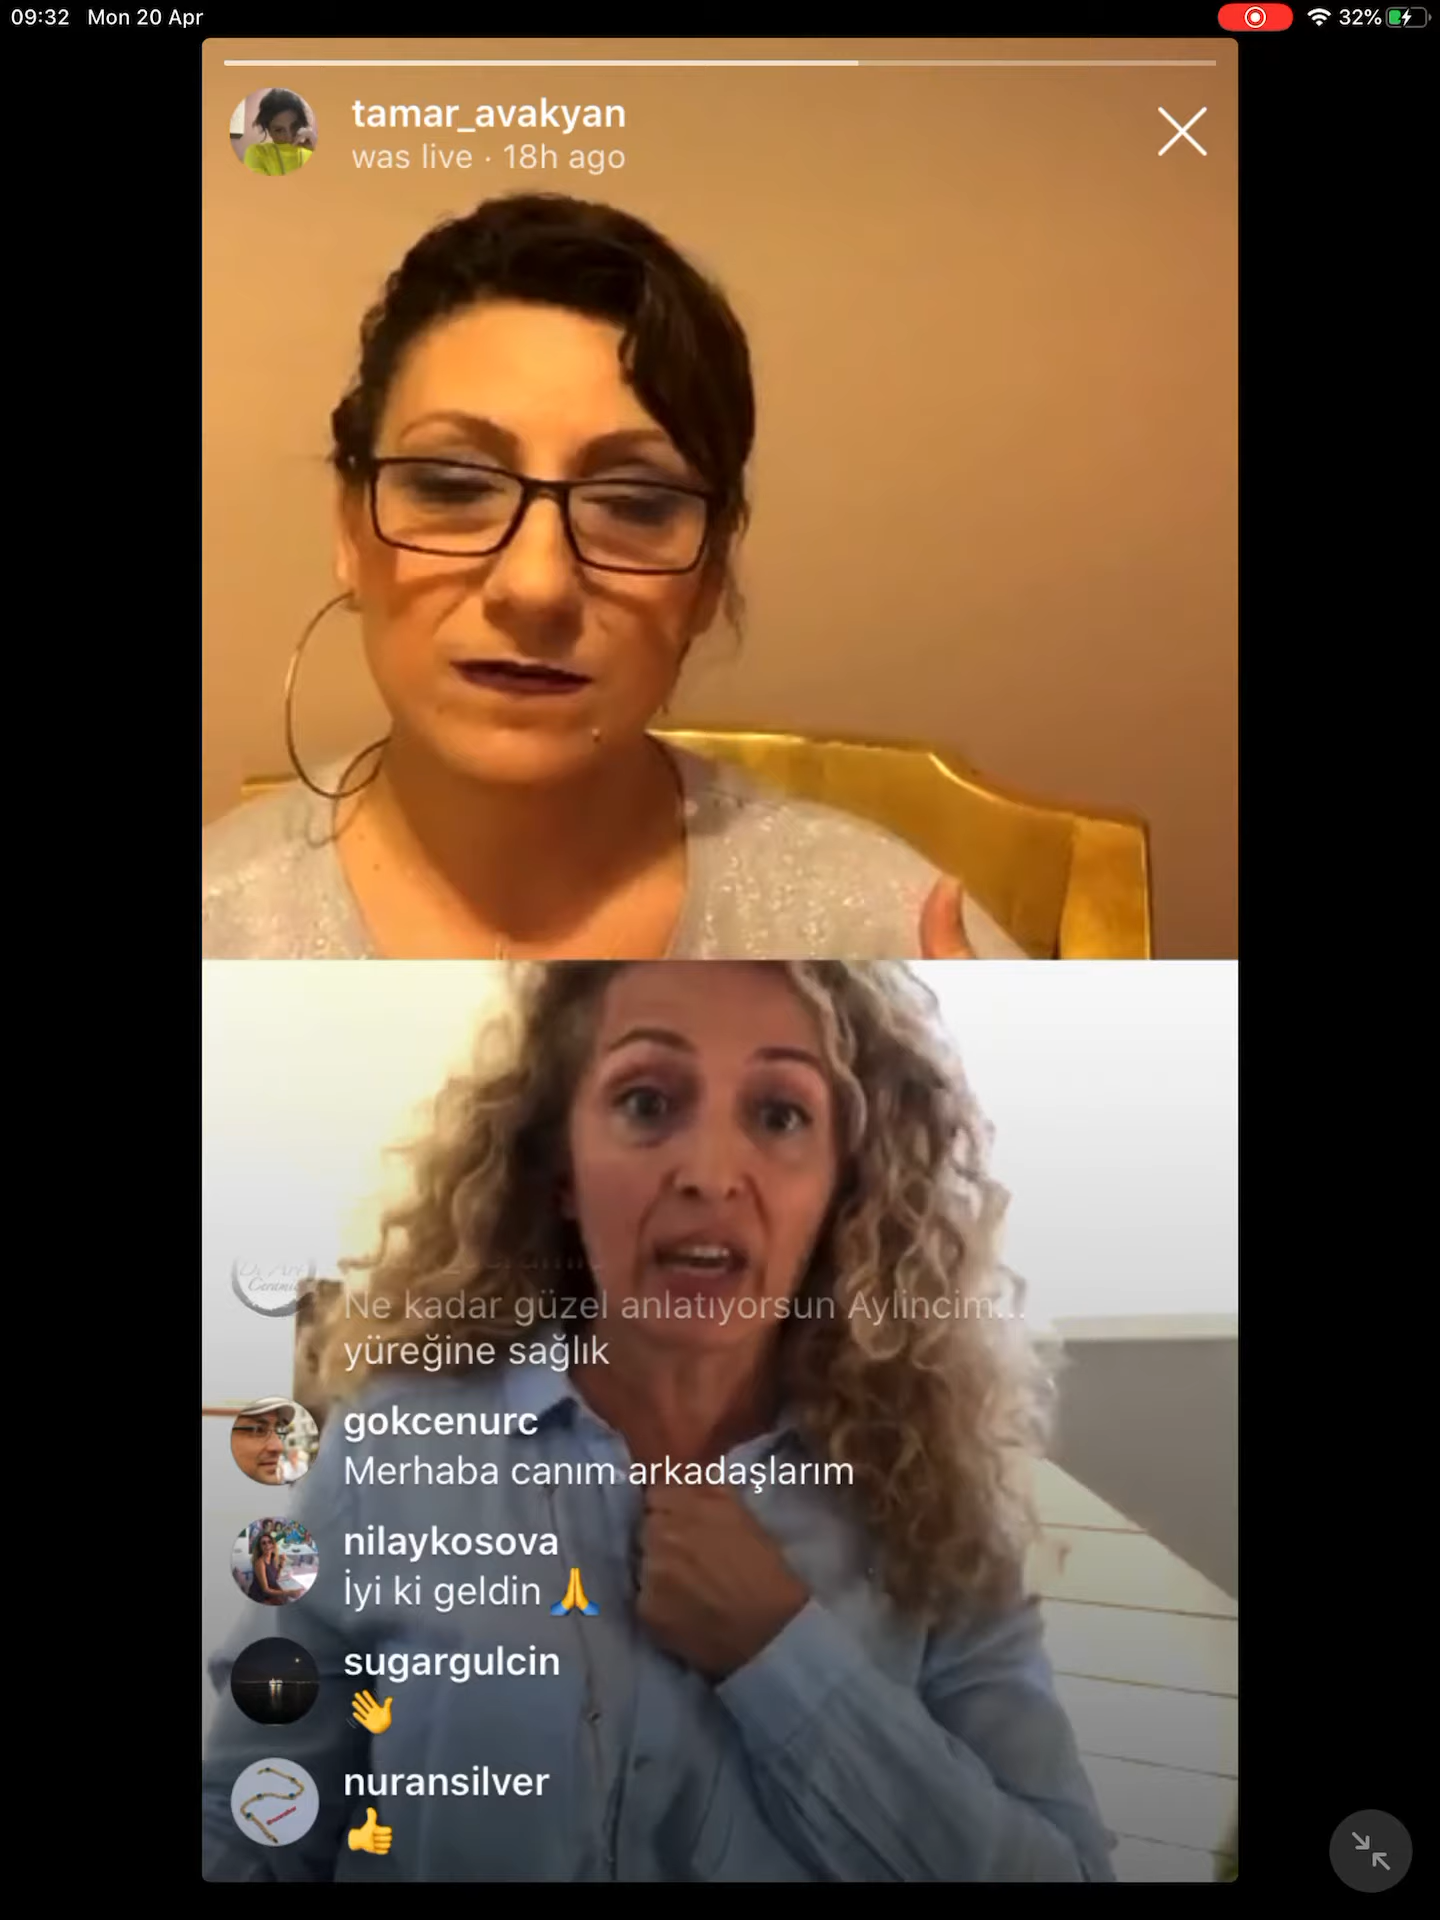 09:32 Mon 20 Apr
32%
tamar_avakyan
was live · 18h ago
Ne kadar güzel anlatıyorsun Aylincim...
yüreğine sağlık
gokcenurc
Merhaba canım arkadaşlarım
nilaykosova
İyi ki geldin 🙏
sugargulcin
👋
nuransilver
👍